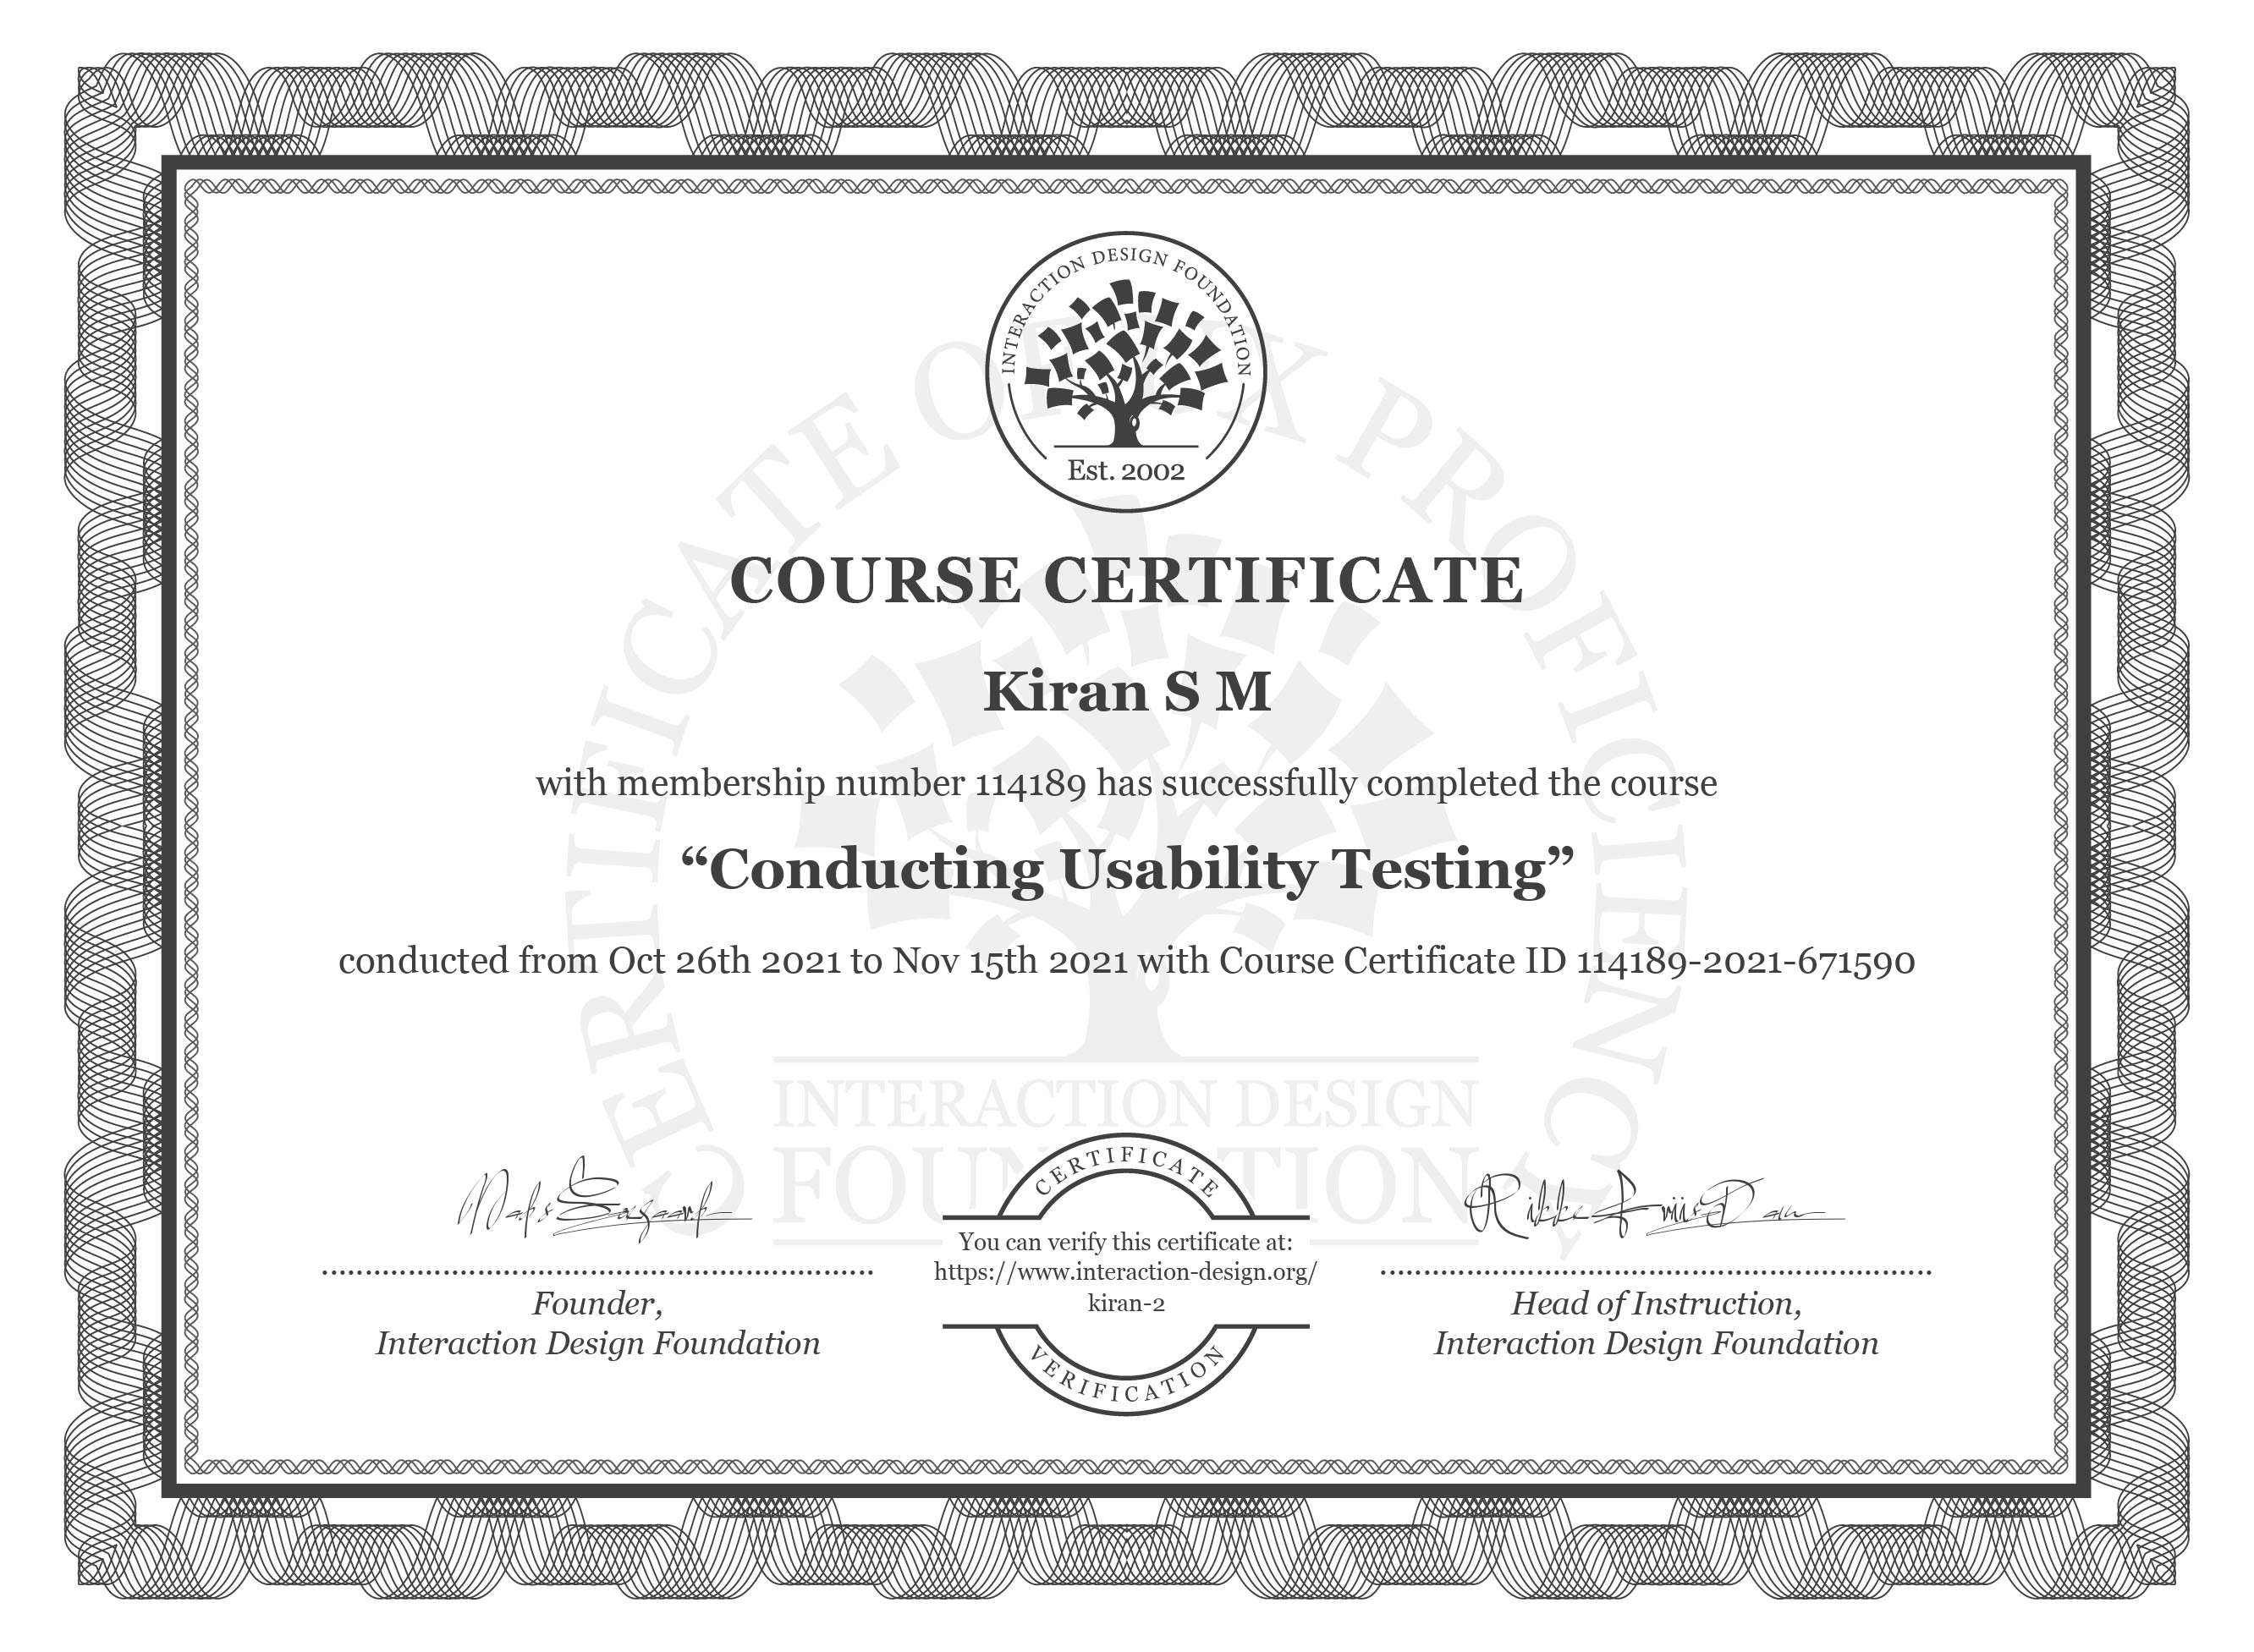 INTERACTION DESIGN FOUNDATION
Est. 2002
CERTIFICATE OF UX PROFICIENCY
COURSE CERTIFICATE
Kiran S M
with membership number 114189 has successfully completed the course
“Conducting Usability Testing”
conducted from Oct 26th 2021 to Nov 15th 2021 with Course Certificate ID 114189-2021-671590
INTERACTION DESIGN
FOUNDATION
Founder,
Interaction Design Foundation
CERTIFICATE
You can verify this certificate at:
https://www.interaction-design.org/
kiran-2
VERIFICATION
Rikke Friis Dam
Head of Instruction,
Interaction Design Foundation